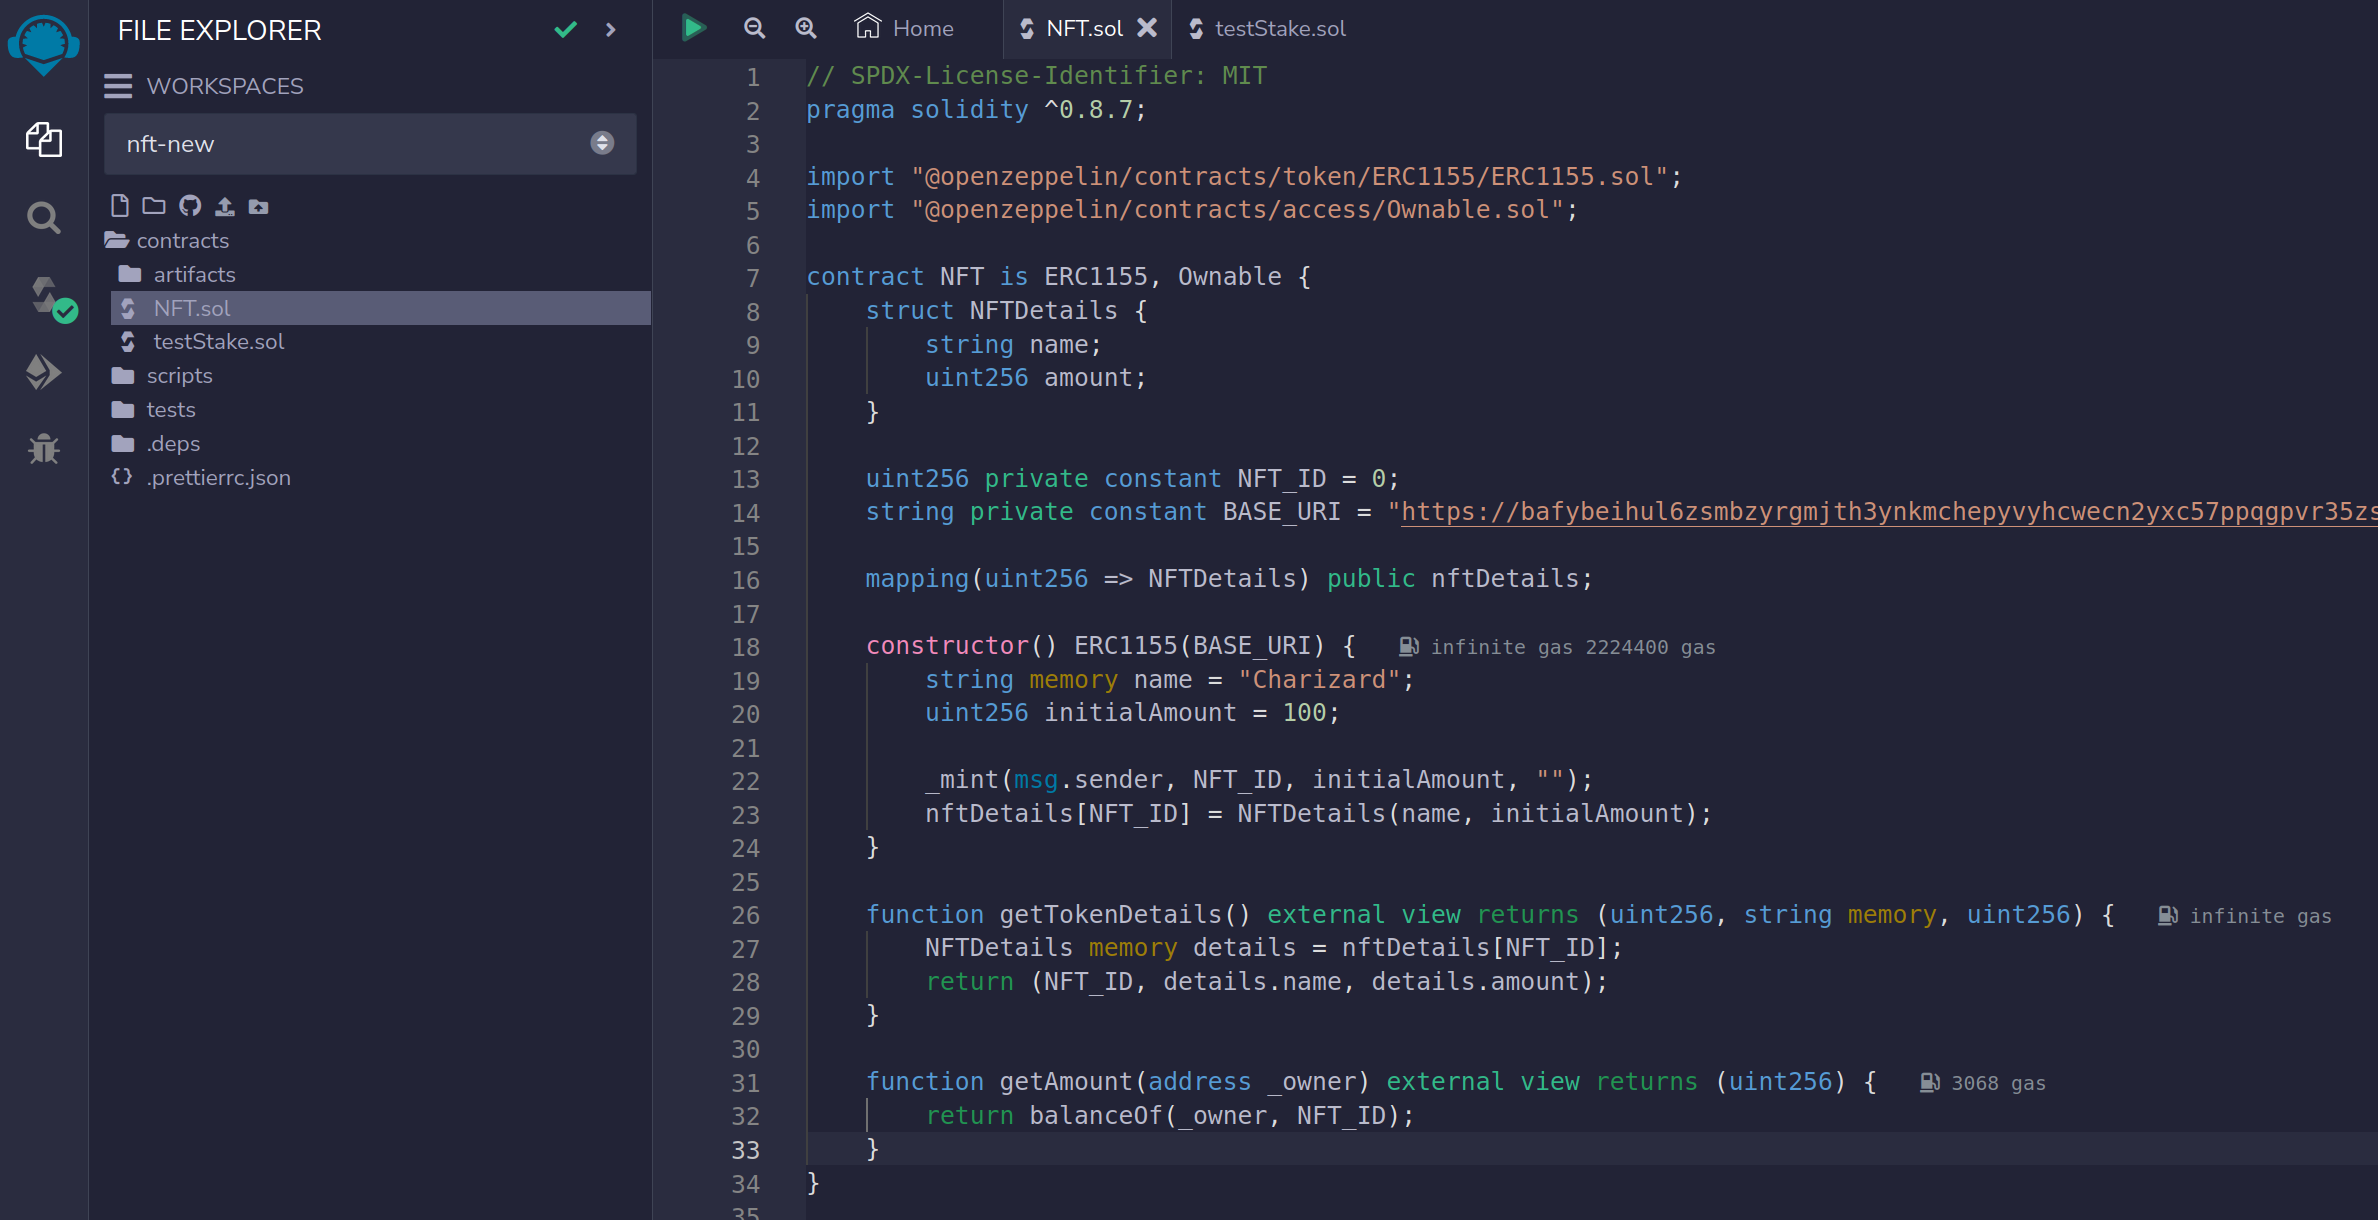 FILE EXPLORER
WORKSPACES
nft-new
contracts
artifacts
NFT.sol
testStake.sol
scripts
tests
.deps
.prettierrc.json
Home
NFT.sol
testStake.sol
1 // SPDX-License-Identifier: MIT
2 pragma solidity ^0.8.7;
3
4 import "@openzeppelin/contracts/token/ERC1155/ERC1155.sol";
5 import "@openzeppelin/contracts/access/Ownable.sol";
6
7 contract NFT is ERC1155, Ownable {
8 struct NFTDetails {
9 string name;
10 uint256 amount;
11 }
12
13 uint256 private constant NFT_ID = 0;
14 string private constant BASE_URI = "https://bafybeihul6zsmbzyrgmjth3ynkmchepyvyhcwecn2yxc57ppqgpvr35zs
15
16 mapping(uint256 => NFTDetails) public nftDetails;
17
18 constructor() ERC1155(BASE_URI) { infinite gas 2224400 gas
19 string memory name = "Charizard";
20 uint256 initialAmount = 100;
21
22 _mint(msg.sender, NFT_ID, initialAmount, "");
23 nftDetails[NFT_ID] = NFTDetails(name, initialAmount);
24 }
25
26 function getTokenDetails() external view returns (uint256, string memory, uint256) { infinite gas
27 NFTDetails memory details = nftDetails[NFT_ID];
28 return (NFT_ID, details.name, details.amount);
29 }
30
31 function getAmount(address _owner) external view returns (uint256) { 3068 gas
32 return balanceOf(_owner, NFT_ID);
33 }
34 }
35